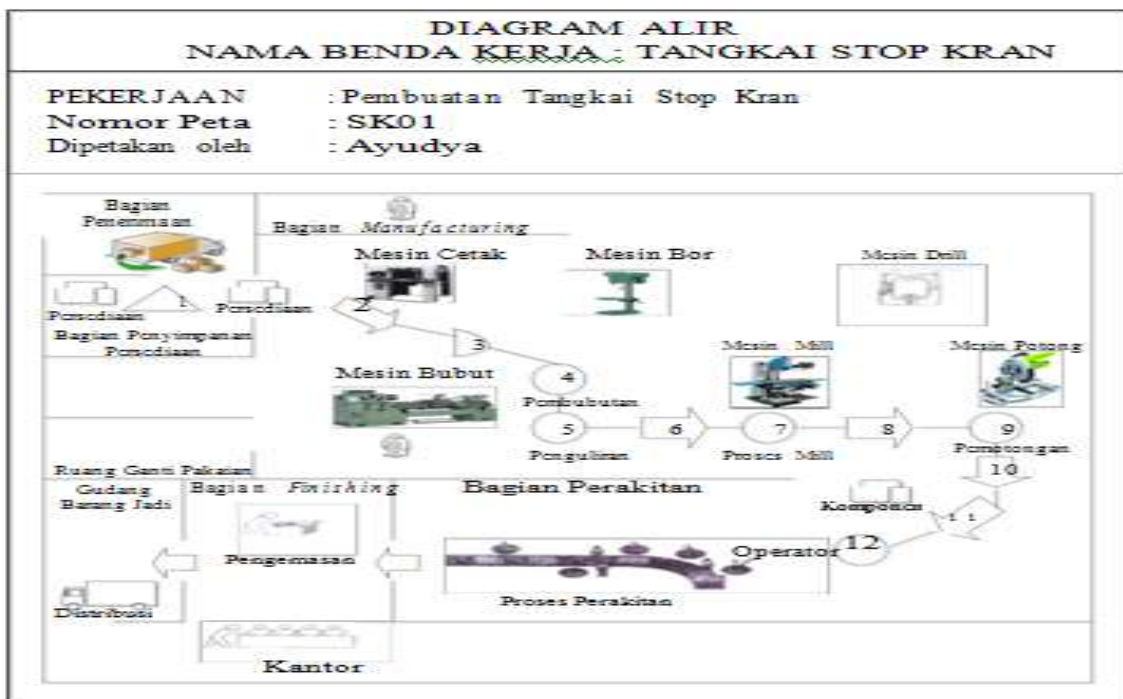 DIAGRAM ALIR
NAMA BENDA KERJA : TANGKAI STOP KRAN
PEKERJAAN : Pembuatan Tangkai Stop Kran
Nomor Peta : SK01
Dipetakan oleh : Ayudya
Bagian
Penerimaan
Bagian Manufacturing
Mesin Cetak
Mesin Bor
Mesin Drill
1
Persediaan
Persediaan
2
Bagian Penyimpanan
Persediaan
3
Mesin Mill
Mesin Potong
Mesin Bubut
4
Pembubutan
5
6
7
8
9
Penguliran
Proses Mill
Pemotongan
10
Ruang Ganti Pakaian
Gudang
Barang Jadi
Bagian Finishing
Bagian Perakitan
Komponen
11
Operator
12
Pengemasan
Proses Perakitan
Distribusi
Kantor